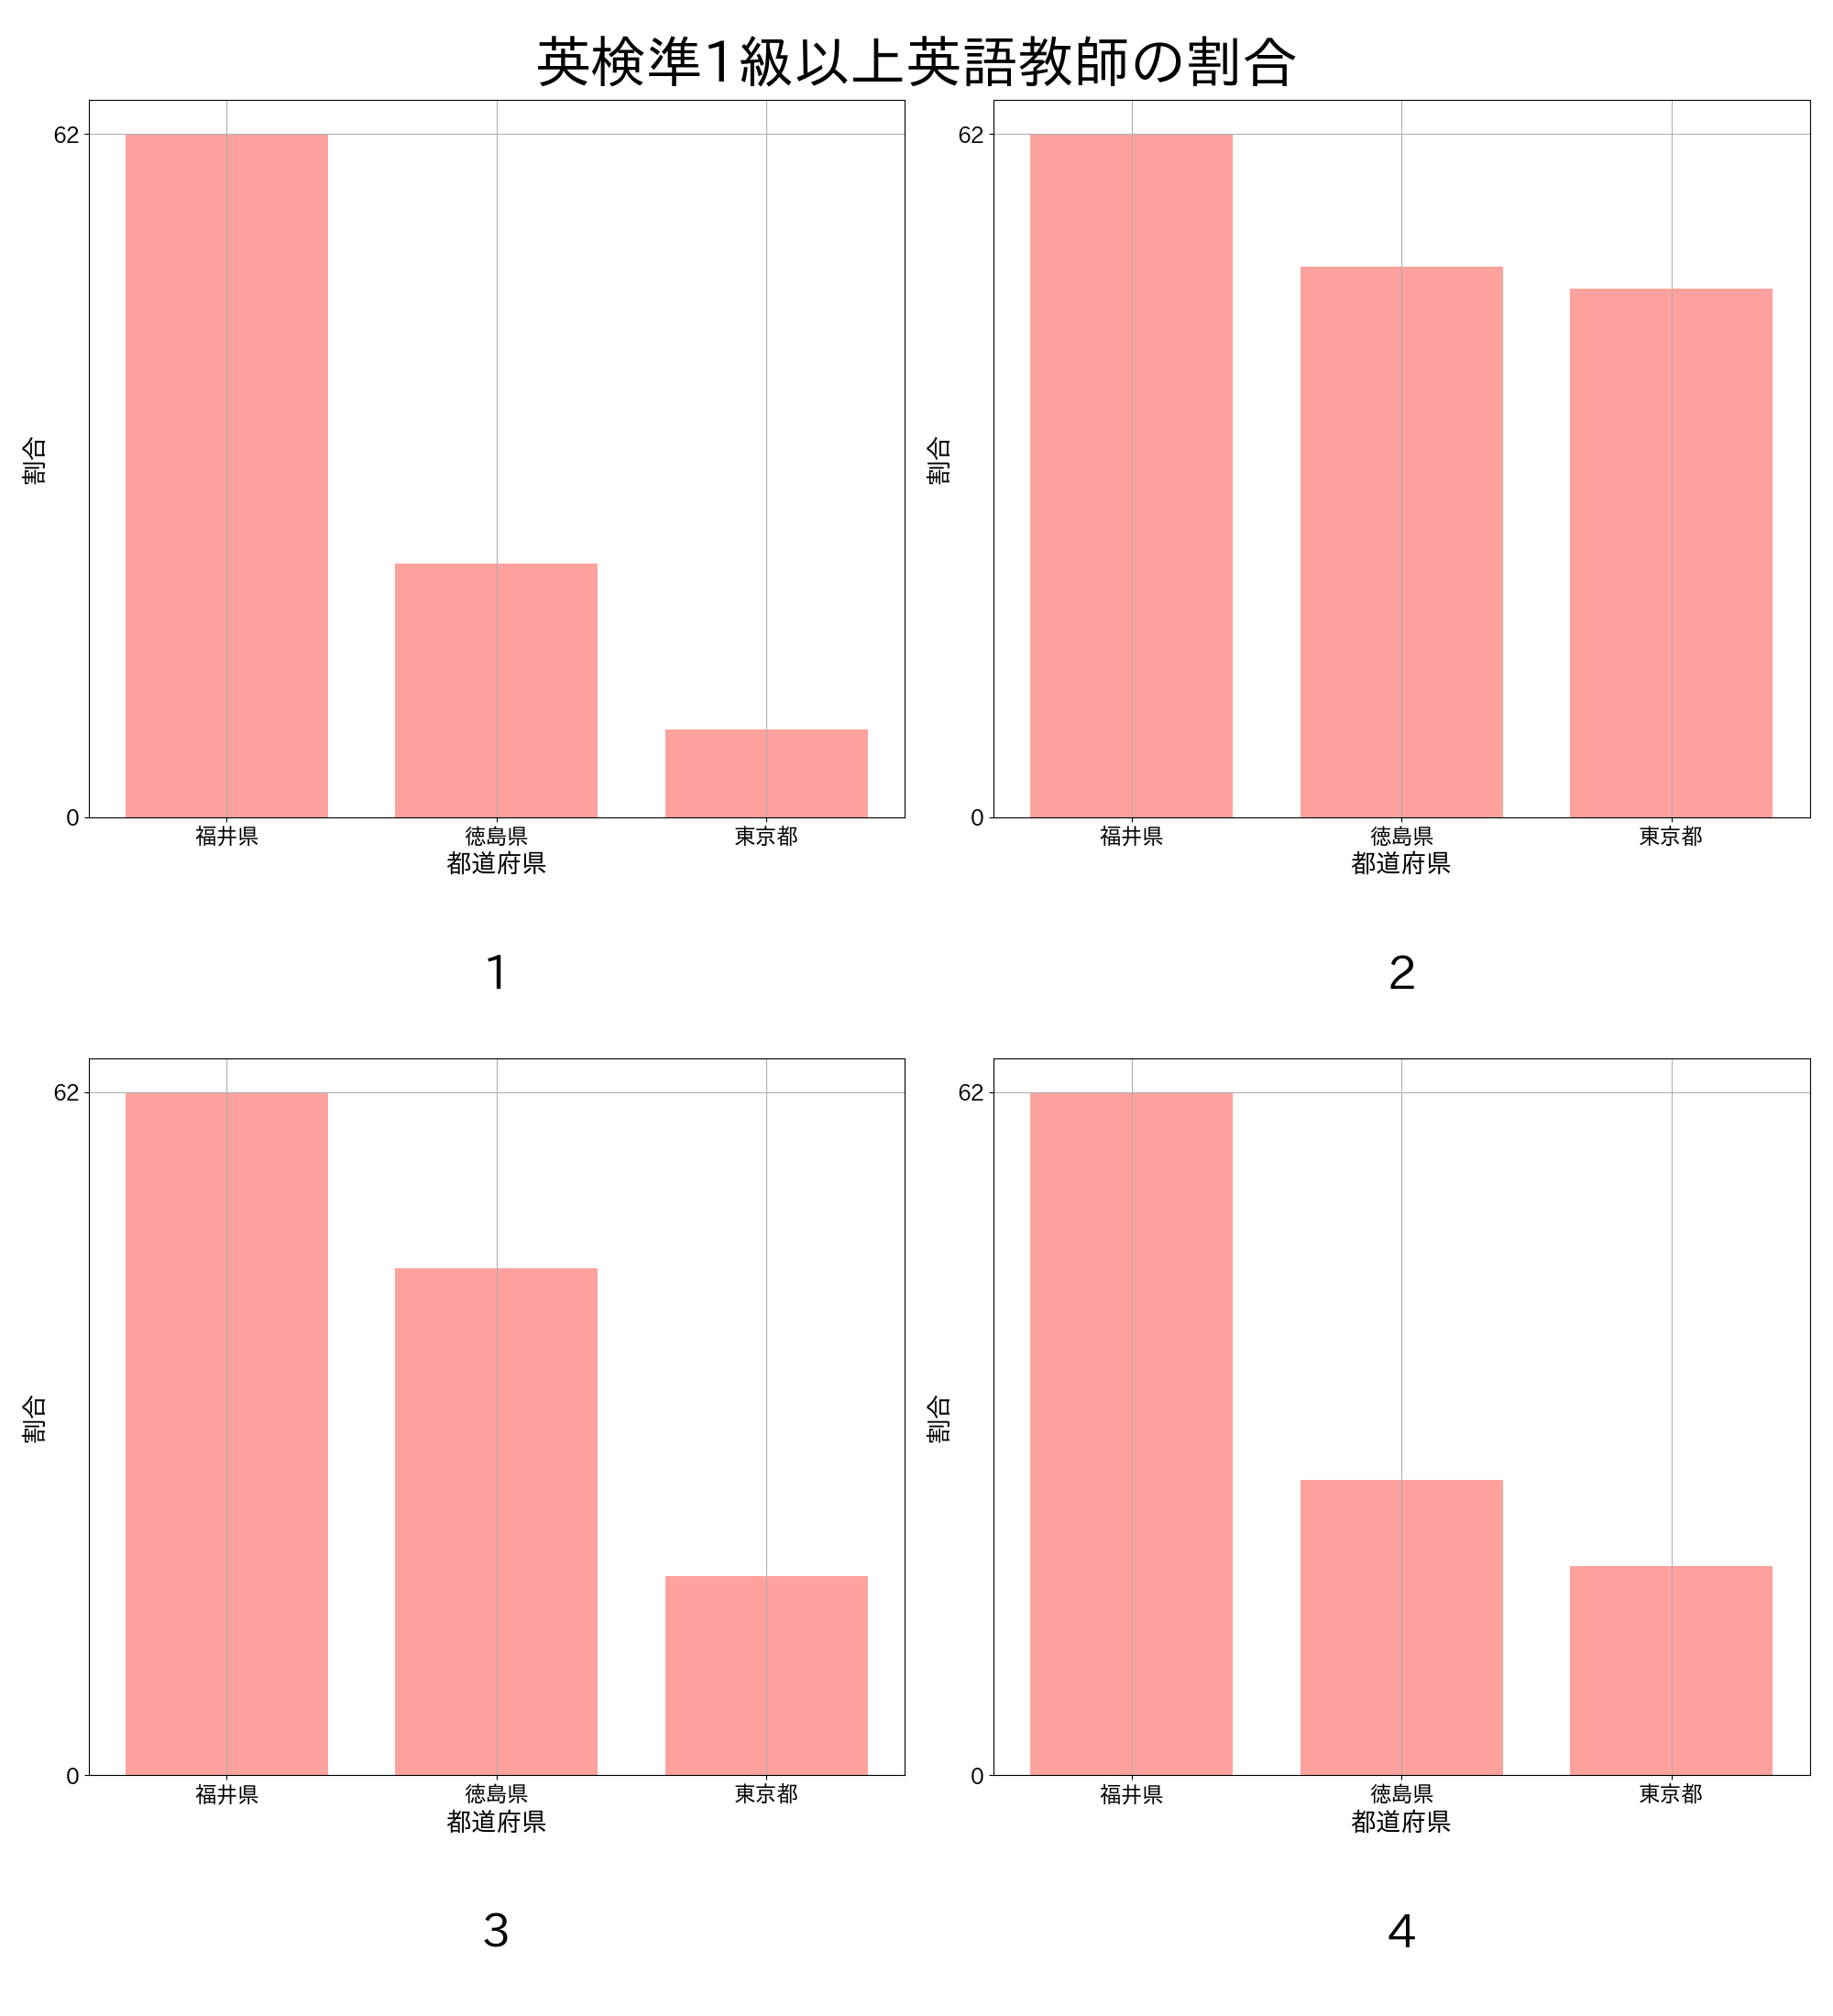 英検準1級以上英語教師の割合
62
0
割合
福井県 徳島県 東京都
都道府県
1
62
0
割合
福井県 徳島県 東京都
都道府県
2
62
0
割合
福井県 徳島県 東京都
都道府県
3
62
0
割合
福井県 徳島県 東京都
都道府県
4